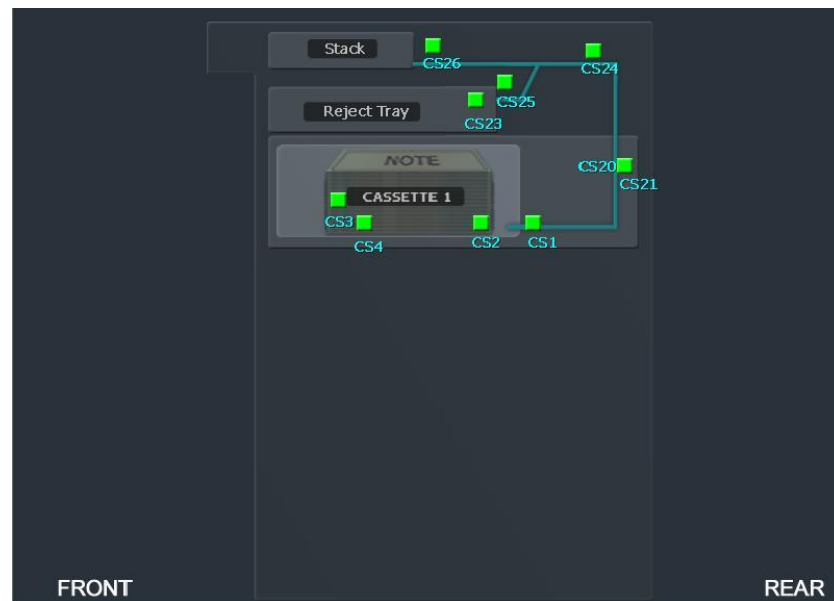 Stack
CS26
CS24
CS25
Reject Tray
CS23
NOTE
CS20
CS21
CASSETTE 1
CS3
CS4
CS2
CS1
FRONT
REAR